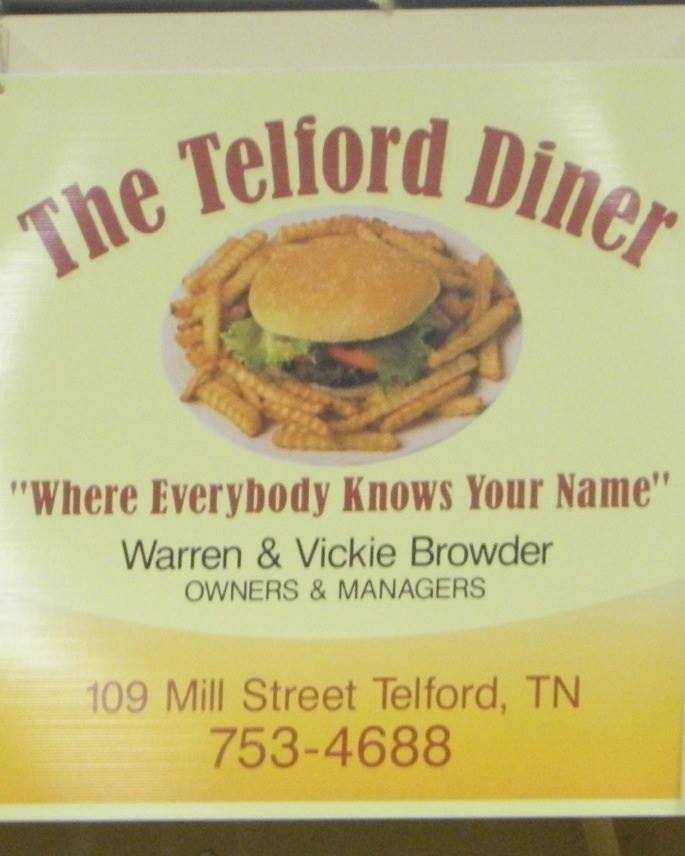 The Telford Diner
"Where Everybody Knows Your Name"
Warren & Vickie Browder
OWNERS & MANAGERS
109 Mill Street Telford, TN
753-4688